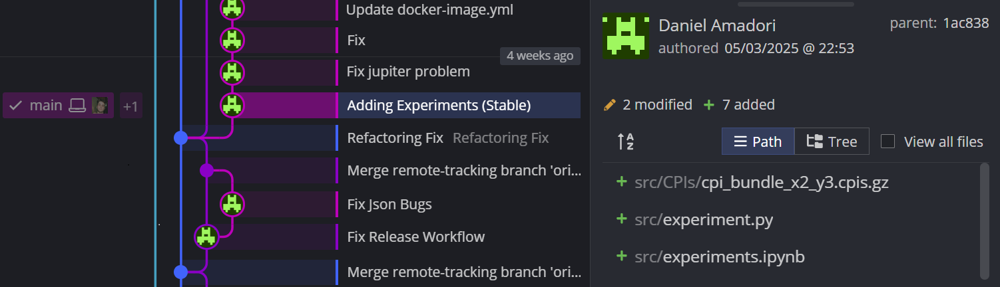 Update docker-image.yml
Fix
4 weeks ago
Fix jupiter problem
main
+1
Adding Experiments (Stable)
Refactoring Fix Refactoring Fix
Merge remote-tracking branch 'ori...
Fix Json Bugs
Fix Release Workflow
Merge remote-tracking branch 'ori...
Daniel Amadori
authored 05/03/2025 @ 22:53
parent: 1ac838
2 modified + 7 added
A
Z
Path
Tree
View all files
+ src/CPIs/cpi_bundle_x2_y3.cpis.gz
+ src/experiment.py
+ src/experiments.ipynb